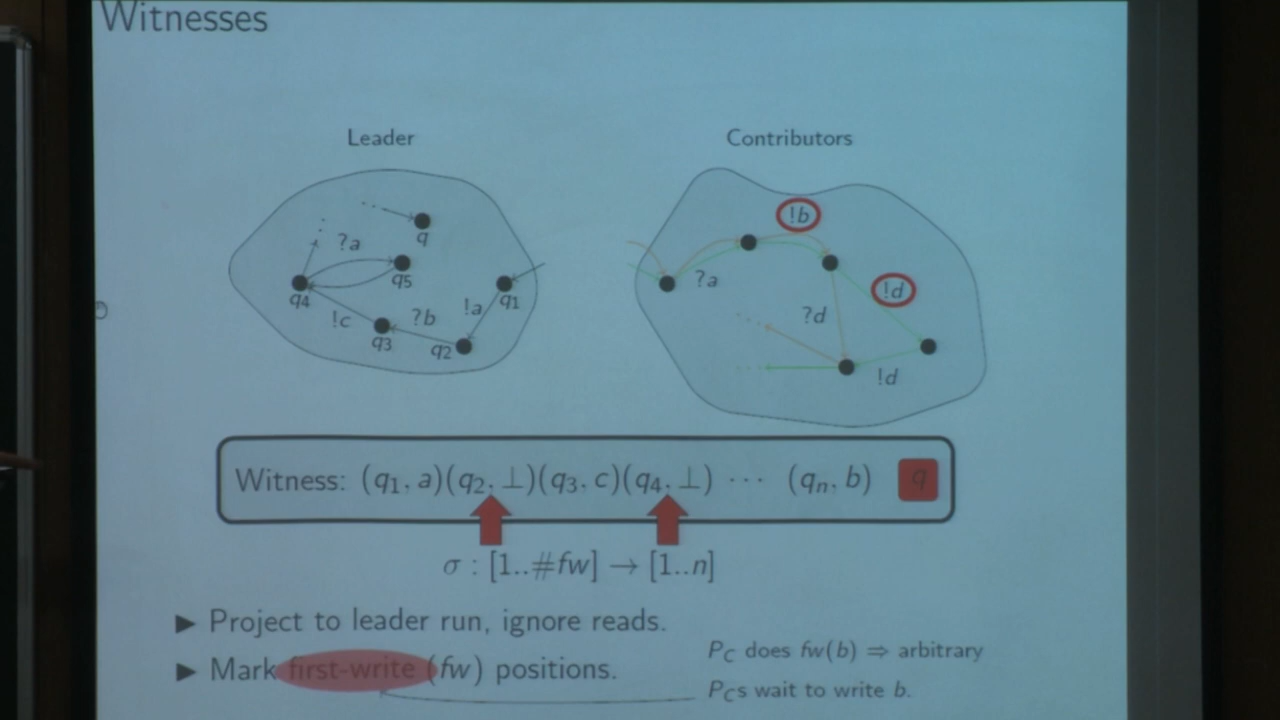 Witnesses
Leader
Contributors
!b
?a
q
q5
q4
!a
q1
?a
!d
!c
?b
q3
q2
?d
!d
Witness: (q1, a)(q2, ⊥)(q3, c)(q4, ⊥) ··· (qn, b) q
σ : [1..#fw] → [1..n]
▶ Project to leader run, ignore reads.
▶ Mark first-write (fw) positions.
PC does fw(b) ⇒ arbitrary
PCs wait to write b.